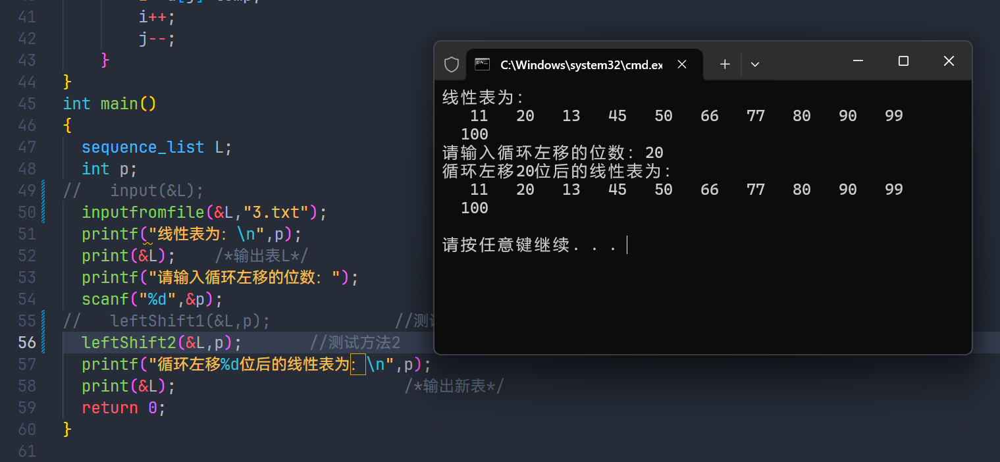 41 i++;
42 j--;
43 }
44 }
45 int main()
46 {
47 sequence_list L;
48 int p;
49 // input(&L);
50 inputfromfile(&L,"3.txt");
51 printf("线性表为：\n",p);
52 print(&L); /*输出表L*/
53 printf("请输入循环左移的位数：");
54 scanf("%d",&p);
55 // leftShift1(&L,p); //测
56 leftShift2(&L,p); //测试方法2
57 printf("循环左移%d位后的线性表为：\n",p);
58 print(&L); /*输出新表*/
59 return 0;
60 }
61
C:\Windows\system32\cmd.ex
线性表为：
11 20 13 45 50 66 77 80 90 99
100
请输入循环左移的位数：20
循环左移20位后的线性表为：
11 20 13 45 50 66 77 80 90 99
100
请按任意键继续. . .